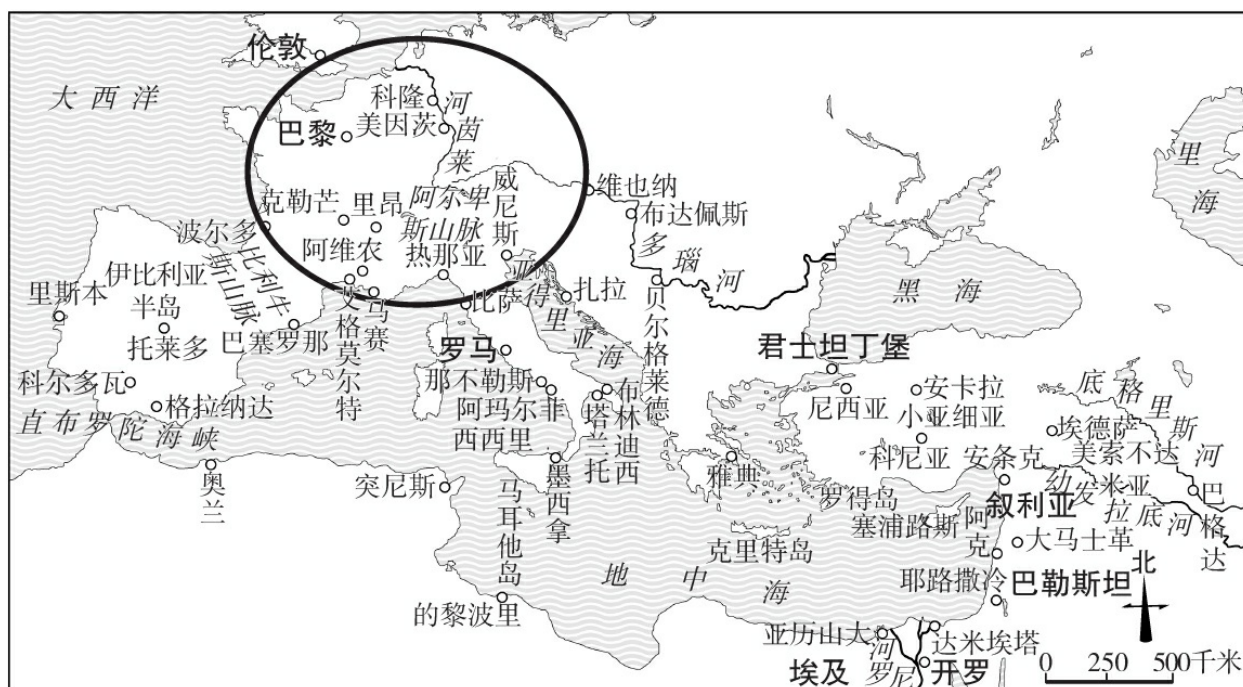 伦敦
大西洋
科隆
河茵莱
美因茨
巴黎
威尼斯
维也纳
里海
克勒芒
里昂
阿尔卑斯山脉
布达佩斯
波尔多
阿维农
热那亚
多瑙河
比利牛斯山脉
伊比利亚半岛
里斯本
亚得里亚海
扎拉
黑海
比萨
马赛
艾格莫尔特
托莱多
巴塞罗那
贝尔格莱德
罗马
君士坦丁堡
科尔多瓦
那不勒斯
布林迪西
尼西亚
安卡拉
底格里斯河
格拉纳达
阿玛尔菲
塔兰托
小亚细亚
埃德萨
直布罗陀海峡
西西里
科尼亚
安条克
美索不达米亚
奥兰
突尼斯
墨西拿
雅典
罗得岛
叙利亚
幼发拉底河
巴格达
马耳他岛
塞浦路斯
阿克
大马士革
克里特岛
地中海
耶路撒冷
巴勒斯坦
北
的黎波里
亚历山大
达米埃塔
河罗尼
埃及
开罗
0 250 500千米